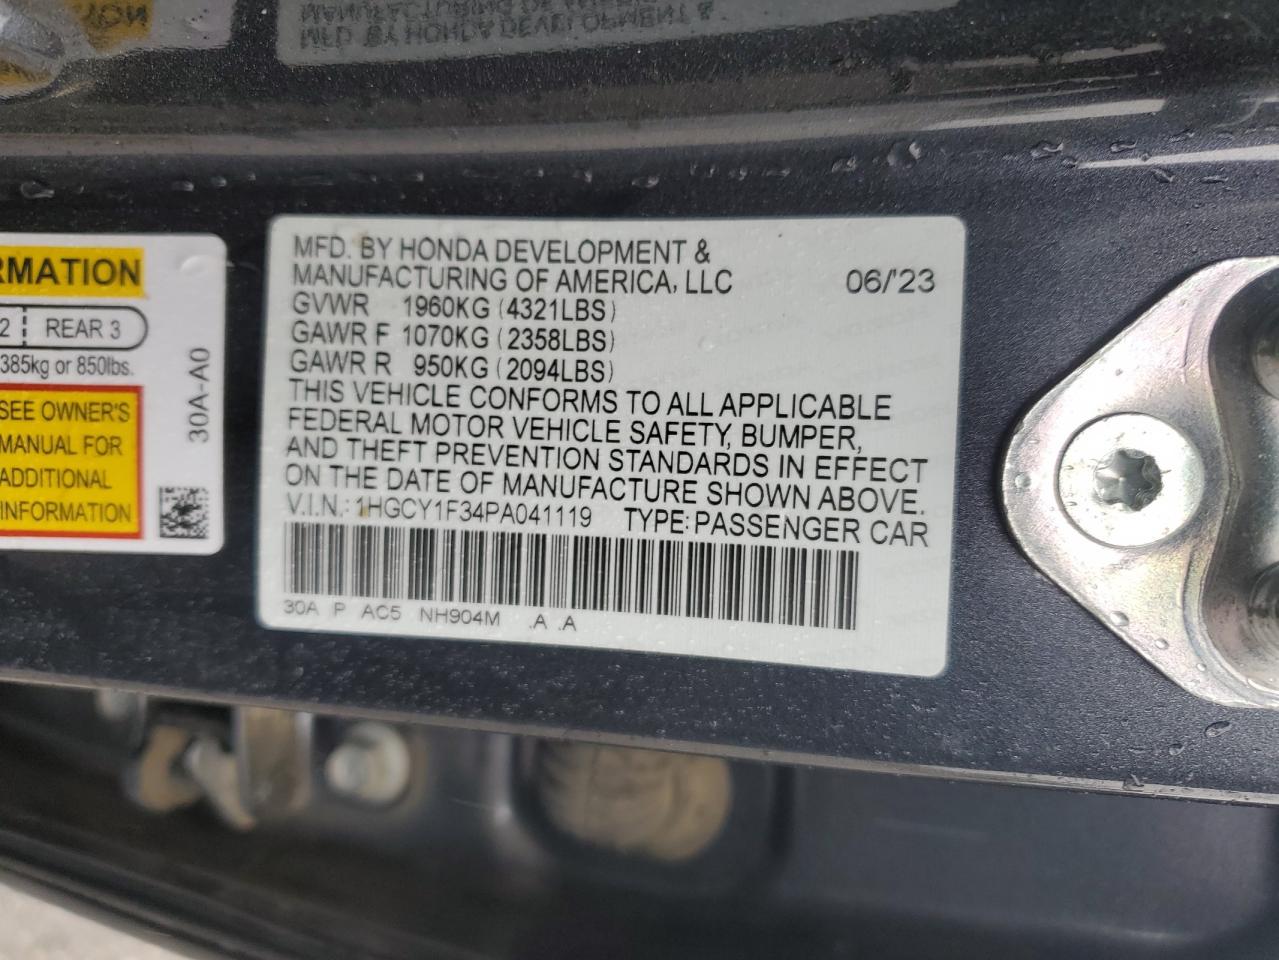 RMATION
2 REAR 3
385kg or 850lbs.
SEE OWNER'S
MANUAL FOR
ADDITIONAL
INFORMATION
30A-A0
MFD. BY HONDA DEVELOPMENT &
MANUFACTURING OF AMERICA, LLC 06/'23
GVWR 1960KG (4321LBS)
GAWR F 1070KG (2358LBS)
GAWR R 950KG (2094LBS)
THIS VEHICLE CONFORMS TO ALL APPLICABLE
FEDERAL MOTOR VEHICLE SAFETY, BUMPER,
AND THEFT PREVENTION STANDARDS IN EFFECT
ON THE DATE OF MANUFACTURE SHOWN ABOVE.
V.I.N.: 1HGCY1F34PA041119 TYPE: PASSENGER CAR
30A P AC5 NH904M .A .A